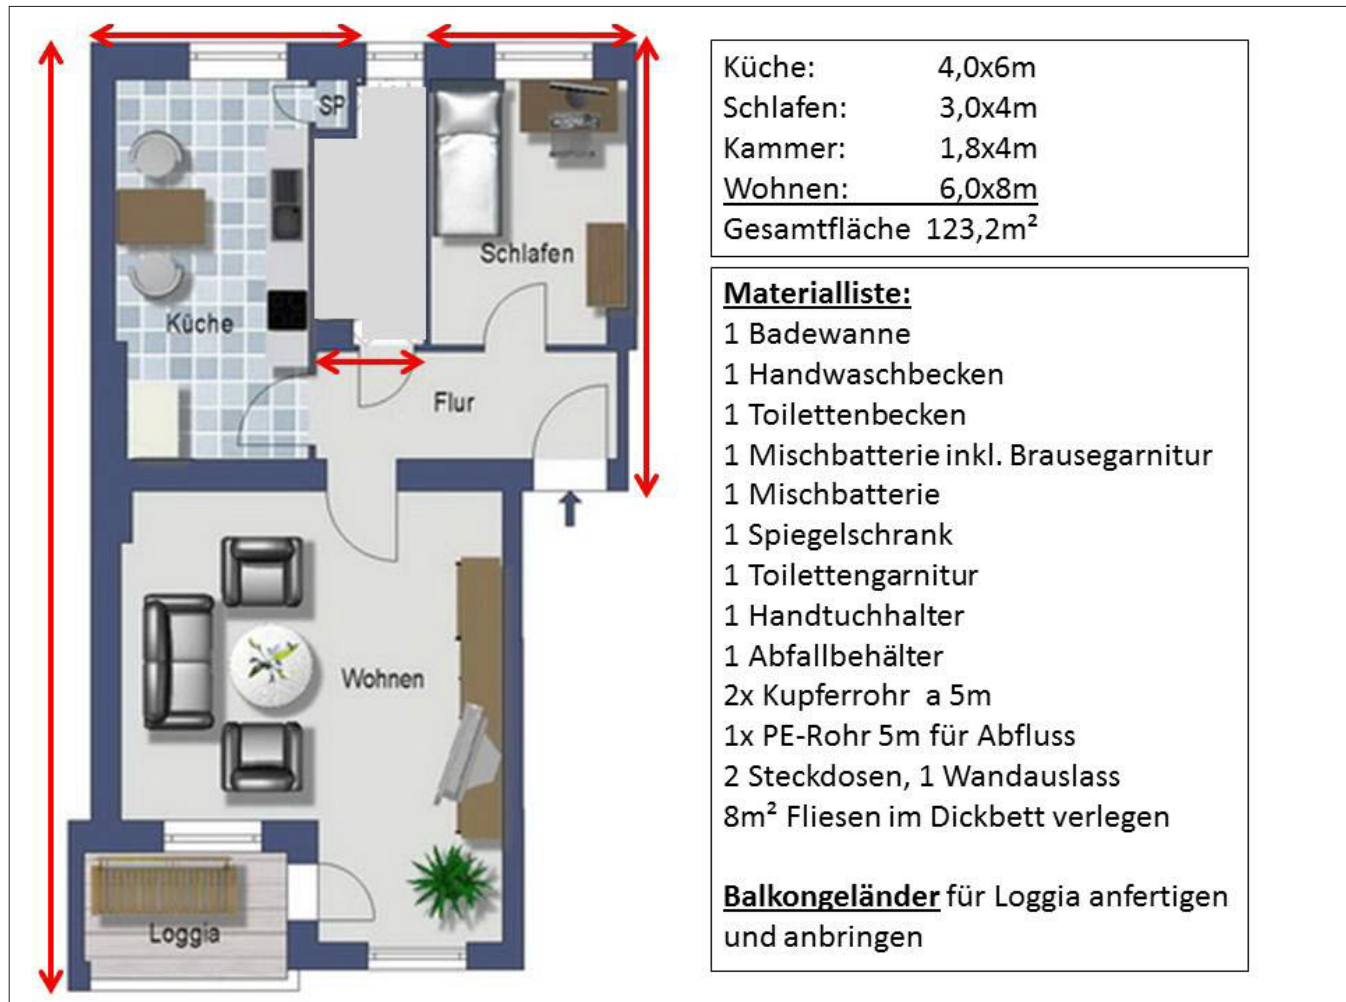 SP
Schlafen
Küche
Flur
Wohnen
Loggia
Küche: 4,0x6m
Schlafen: 3,0x4m
Kammer: 1,8x4m
Wohnen: 6,0x8m
Gesamtfläche 123,2m²
Materialliste:
1 Badewanne
1 Handwaschbecken
1 Toilettenbecken
1 Mischbatterie inkl. Brausegarnitur
1 Mischbatterie
1 Spiegelschrank
1 Toilettengarnitur
1 Handtuchhalter
1 Abfallbehälter
2x Kupferrohr a 5m
1x PE-Rohr 5m für Abfluss
2 Steckdosen, 1 Wandauslass
8m² Fliesen im Dickbett verlegen
Balkongeländer für Loggia anfertigen
und anbringen